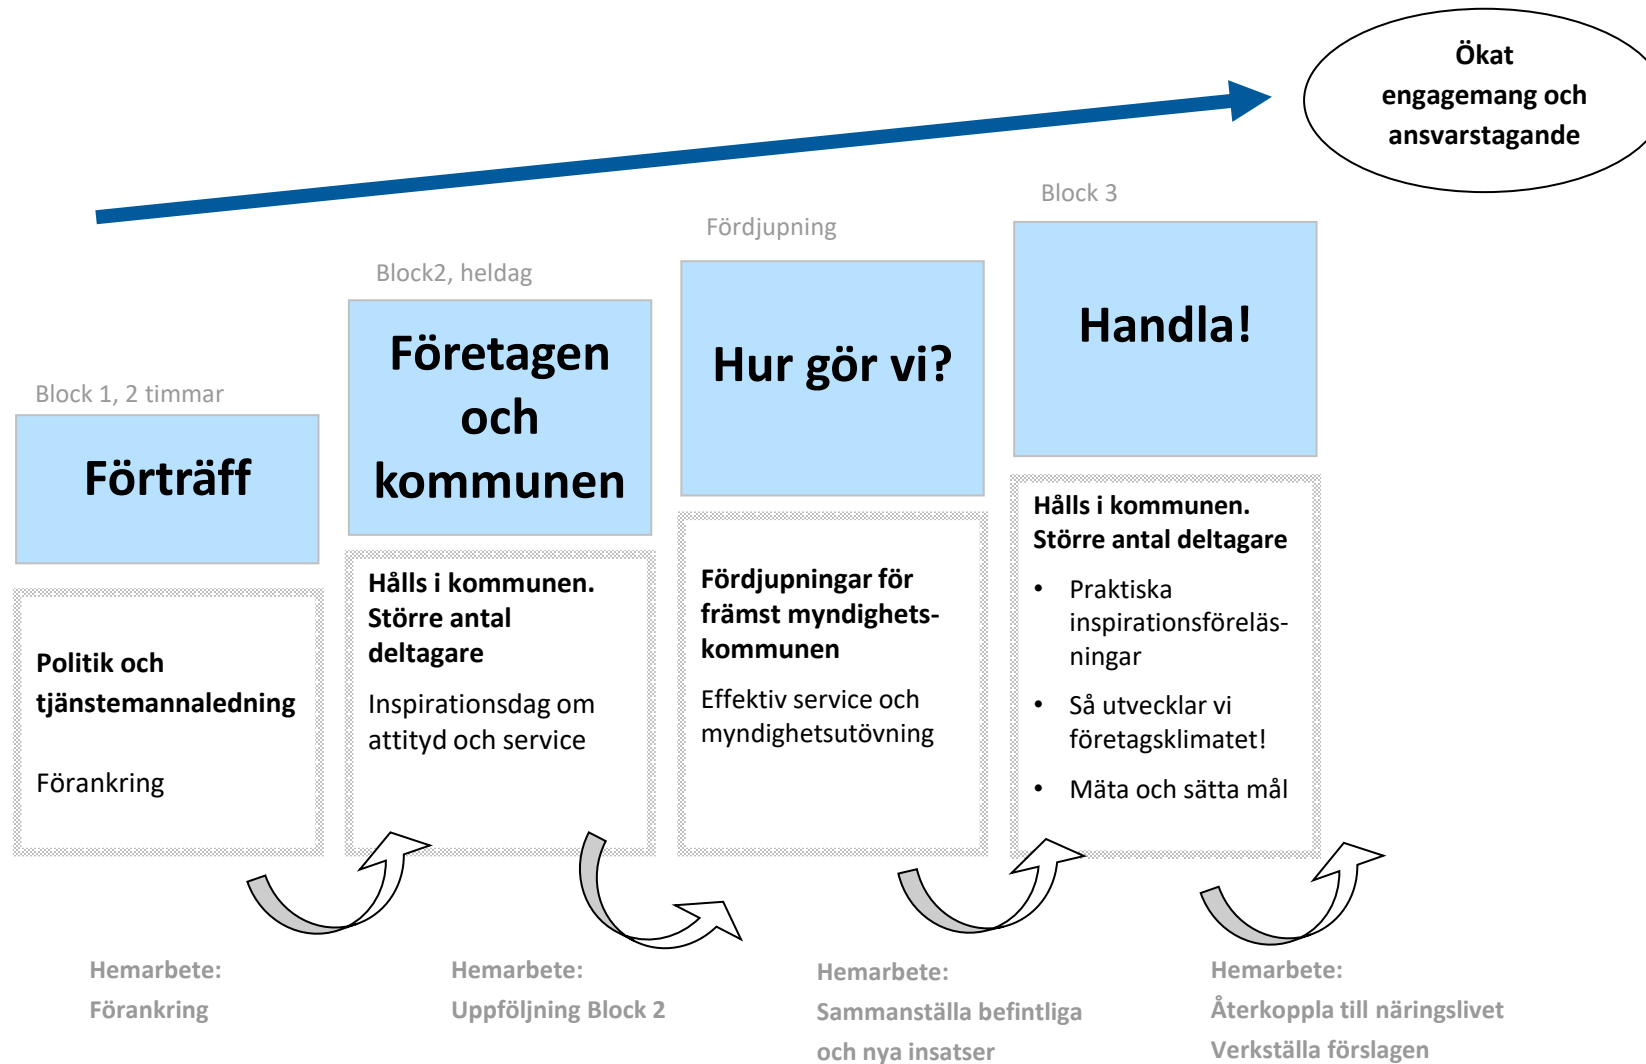 Ökat
engagemang och
ansvarstagande
Block 1, 2 timmar
Förträff
Politik och
tjänstemannaledning
Förankring
Block2, heldag
Företagen
och
kommunen
Hålls i kommunen.
Större antal
deltagare
Inspirationsdag om
attityd och service
Fördjupning
Hur gör vi?
Fördjupningar för
främst myndighets-
kommunen
Effektiv service och
myndighetsutövning
Block 3
Handla!
Hålls i kommunen.
Större antal deltagare
• Praktiska
inspirationsföreläs-
ningar
• Så utvecklar vi
företagsklimatet!
• Mäta och sätta mål
Hemarbete:
Förankring
Hemarbete:
Uppföljning Block 2
Hemarbete:
Sammanställa befintliga
och nya insatser
Hemarbete:
Återkoppla till näringslivet
Verkställa förslagen